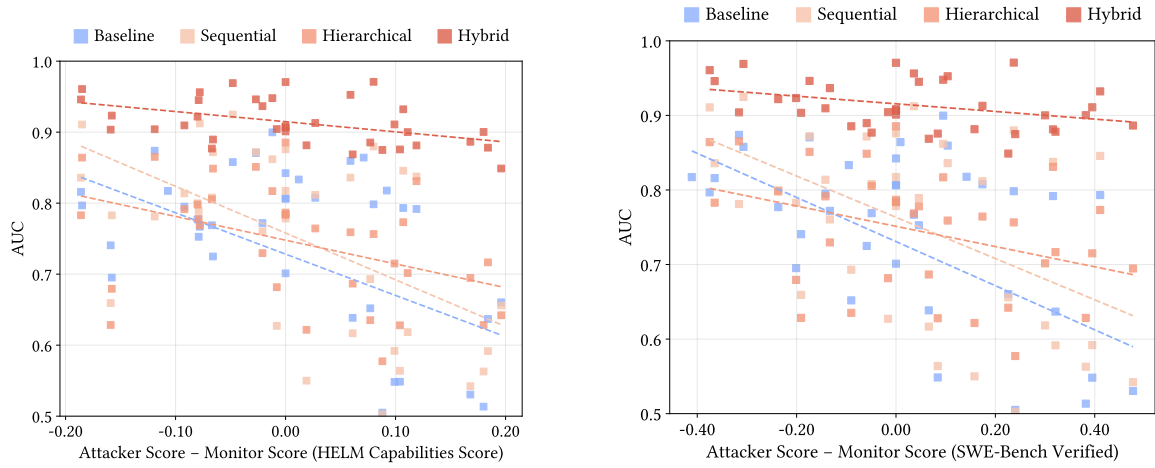 Baseline Sequential Hierarchical Hybrid
1.0
0.9
0.8
0.7
0.6
0.5
AUC
-0.20 -0.10 0.00 0.10 0.20
Attacker Score − Monitor Score (HELM Capabilities Score)
Baseline Sequential Hierarchical Hybrid
1.0
0.9
0.8
0.7
0.6
0.5
AUC
-0.40 -0.20 0.00 0.20 0.40
Attacker Score − Monitor Score (SWE-Bench Verified)